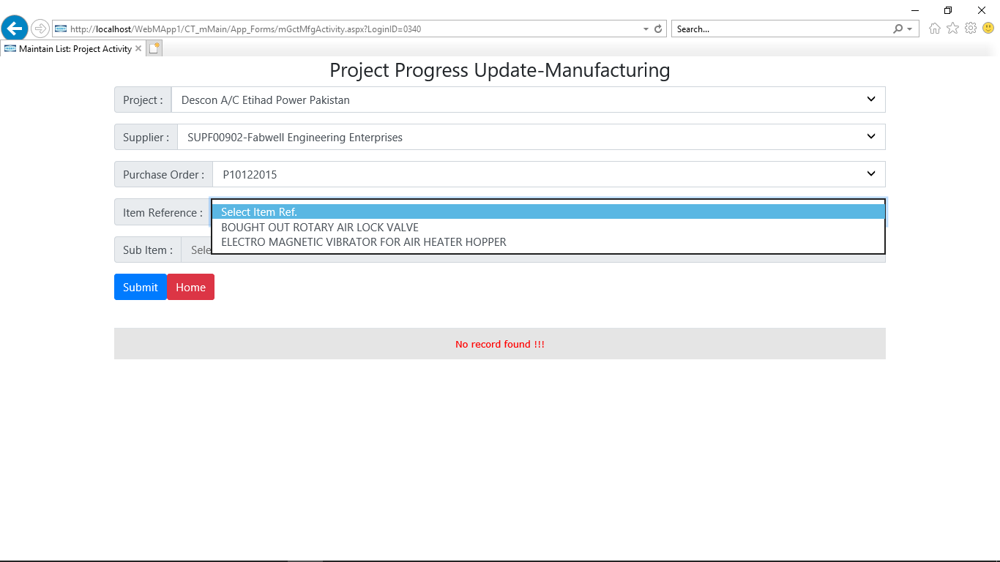 http://localhost/WebMApp1/CT_mMain/App_Forms/mGctMfgActivity.aspx?LoginID=0340
Search...
Maintain List: Project Activity
Project Progress Update-Manufacturing
Project : Descon A/C Etihad Power Pakistan
Supplier : SUPF00902-Fabwell Engineering Enterprises
Purchase Order : P10122015
Item Reference : Select Item Ref.
BOUGHT OUT ROTARY AIR LOCK VALVE
ELECTRO MAGNETIC VIBRATOR FOR AIR HEATER HOPPER
Sub Item : Sele
Submit Home
No record found !!!